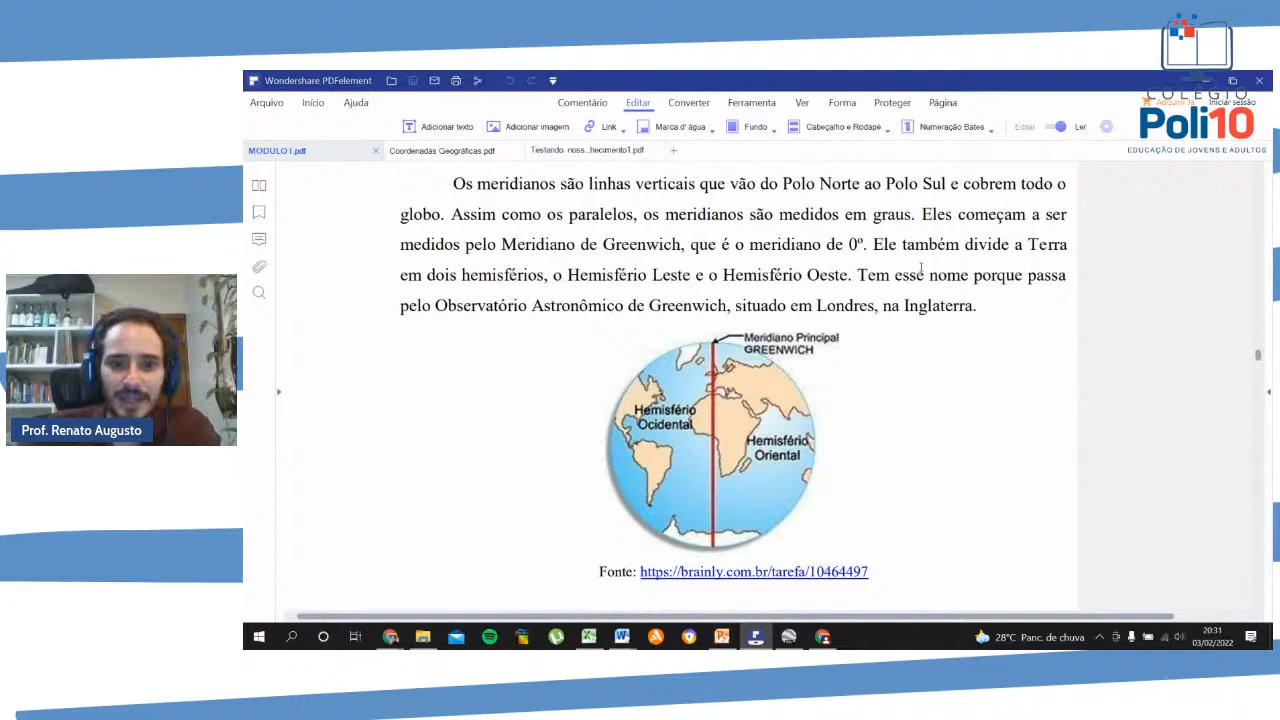 Wondershare PDFelement
Arquivo Início Ajuda Comentário Editar Converter Ferramenta Ver Forma Proteger Página Iniciar sessão
Adicionar texto Adicionar imagem Link Marca d' água Fundo Cabeçalho e Rodapé Numeração Bates Editar Ler
MODULO I.pdf Coordenadas Geográficas.pdf Testando noss...hecimento1.pdf
COLÉGIO
Poli10
EDUCAÇÃO DE JOVENS E ADULTOS
Os meridianos são linhas verticais que vão do Polo Norte ao Polo Sul e cobrem todo o
globo. Assim como os paralelos, os meridianos são medidos em graus. Eles começam a ser
medidos pelo Meridiano de Greenwich, que é o meridiano de 0º. Ele também divide a Terra
em dois hemisférios, o Hemisfério Leste e o Hemisfério Oeste. Tem esse nome porque passa
pelo Observatório Astronômico de Greenwich, situado em Londres, na Inglaterra.
Meridiano Principal
GREENWICH
Hemisfério
Ocidental
Hemisfério
Oriental
Fonte: https://brainly.com.br/tarefa/10464497
Prof. Renato Augusto
28°C Panc. de chuva
20:31
03/02/2022